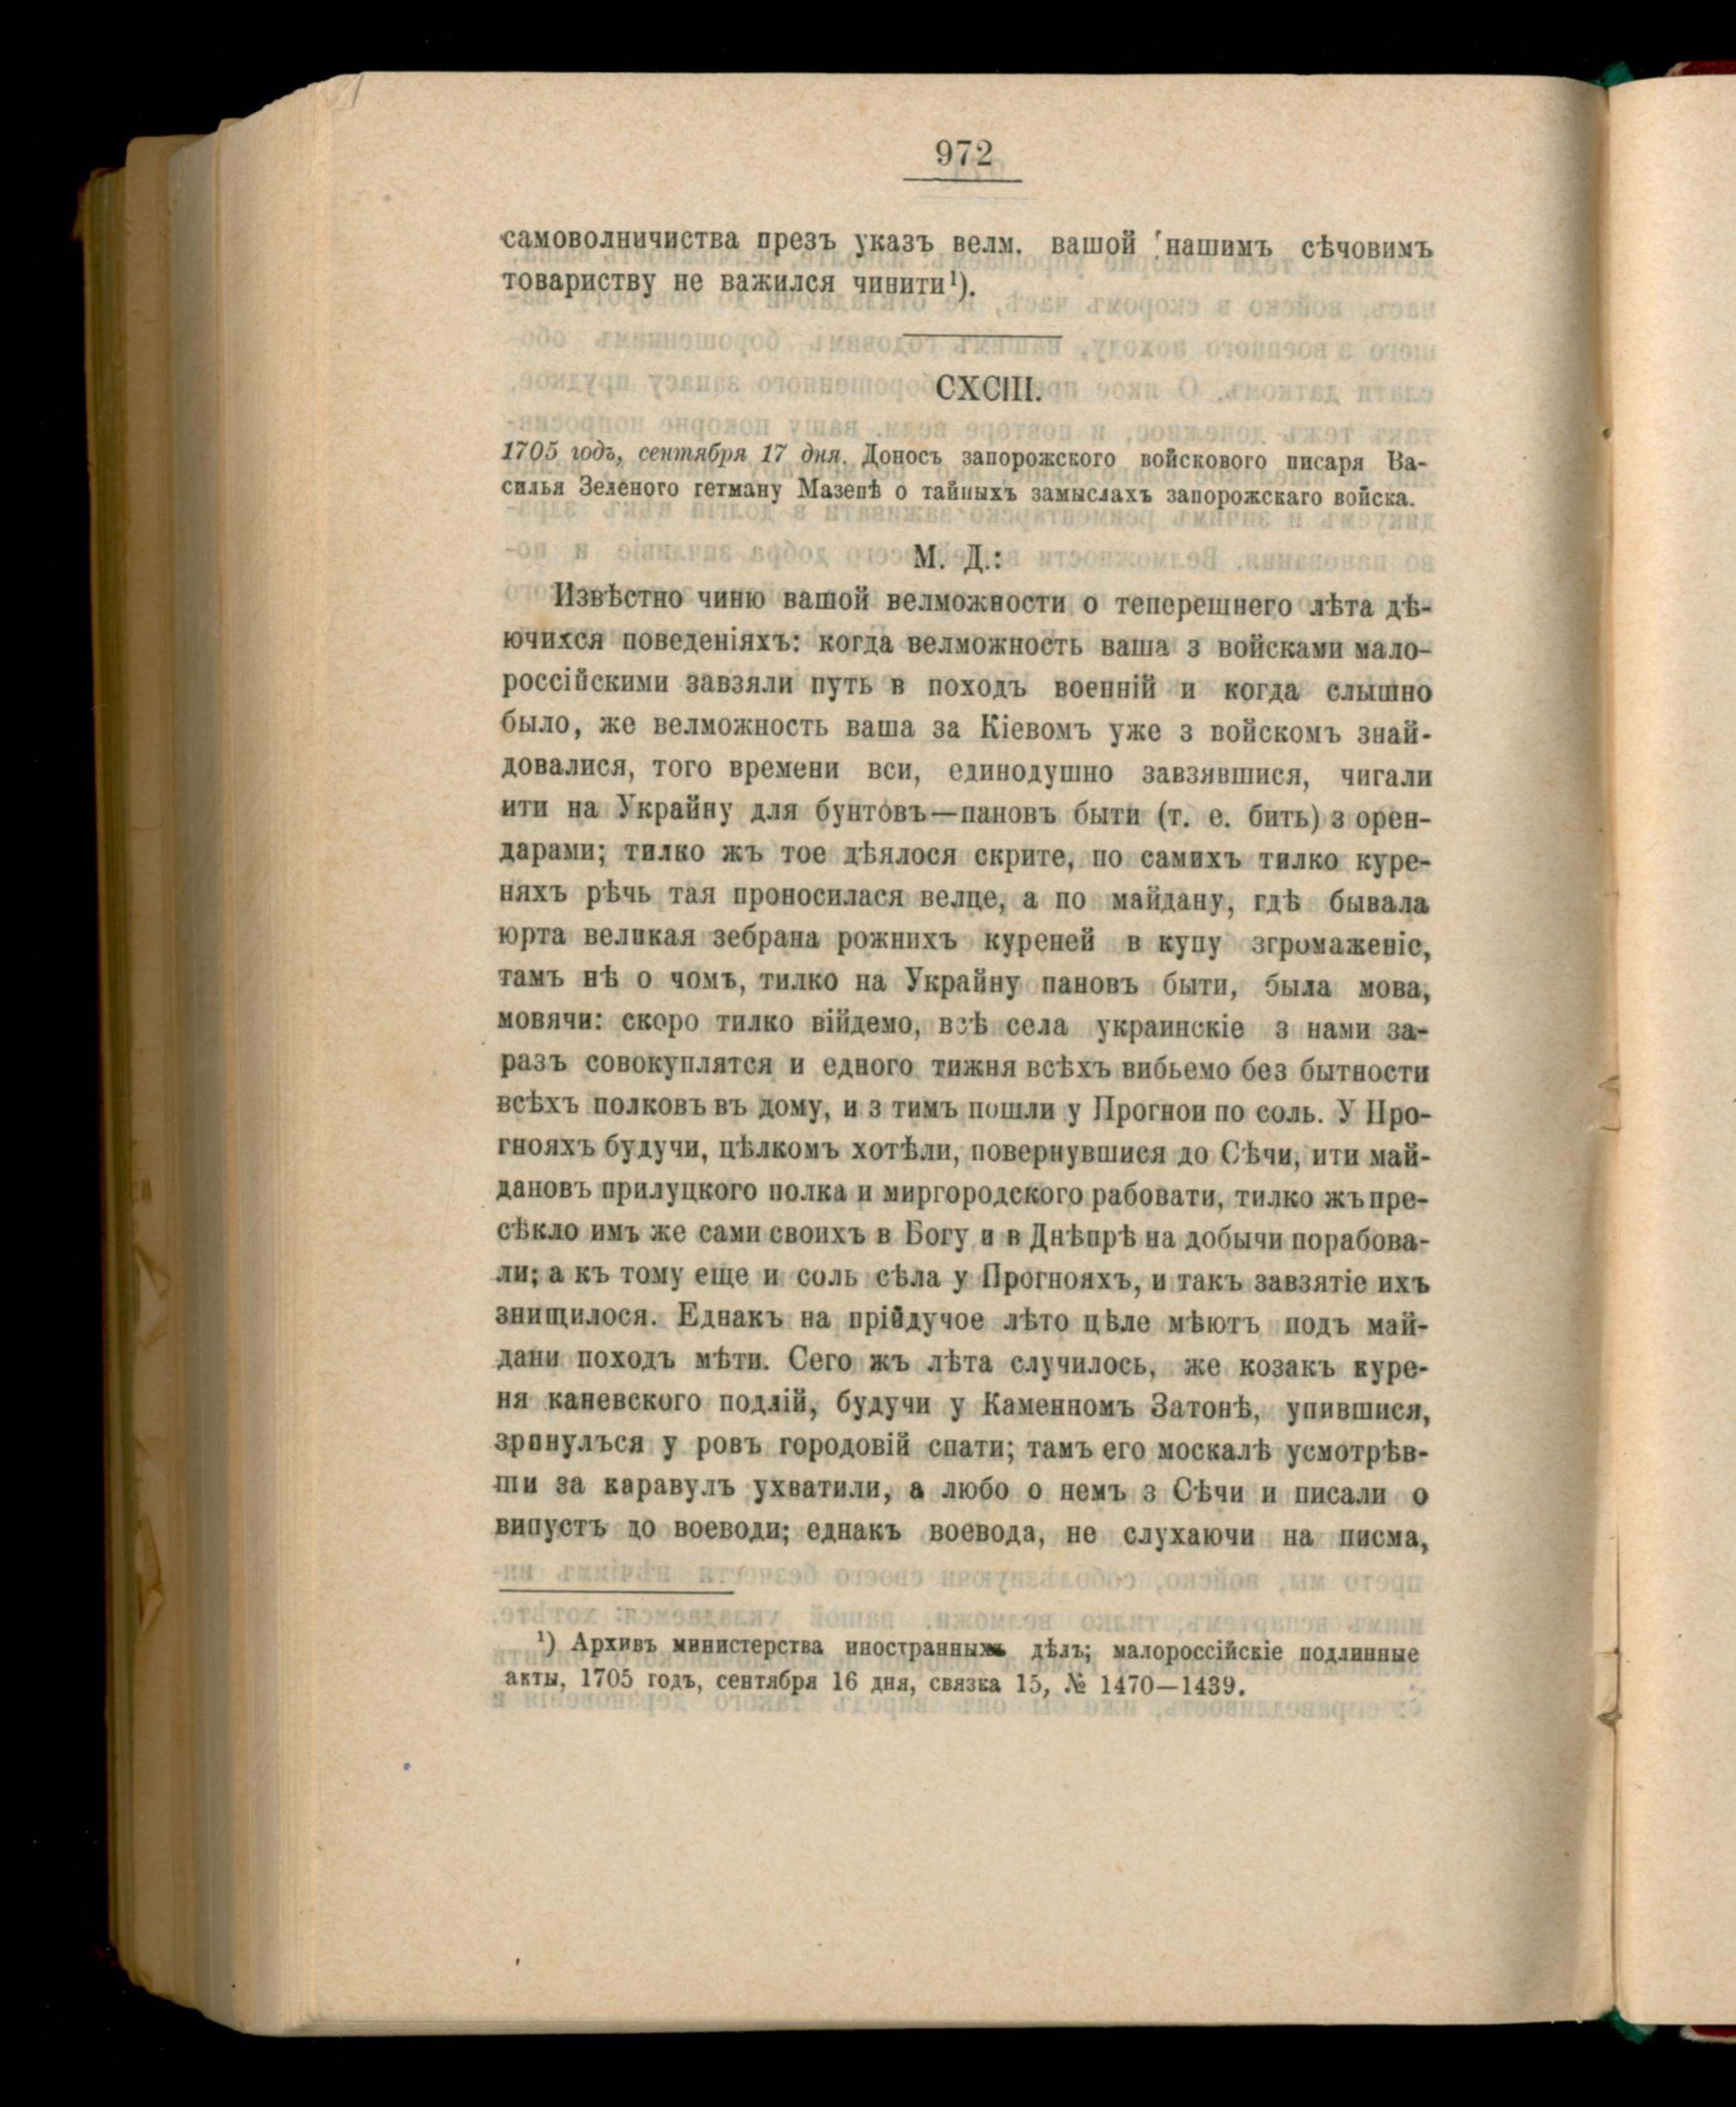 972
самоволничиства презъ указъ велм. вашой нашимъ сѣчовимъ
товариству не важился чинити¹).
СХСІІІ.
1705 годъ, сентября 17 дня. Доносъ запорожского войскового писаря Ва-
силья Зеленого гетману Мазепѣ о тайныхъ замыслахъ запорожскаго войска.
М. Д.:
Извѣстно чиню вашой велможности о теперешнего лѣта дѣ-
ючихся поведеніяхъ: когда велможность ваша з войсками мало-
россійскими завзяли путь в походъ военній и когда слышно
было, же велможность ваша за Кіевомъ уже з войскомъ знай-
довалися, того времени вси, единодушно завзявшися, чигали
ити на Украйну для бунтовъ—пановъ быти (т. е. бить) з орен-
дарами; тилко жъ тое дѣялося скрите, по самихъ тилко куре-
няхъ рѣчь тая проносилася велце, а по майдану, гдѣ бывала
юрта великая зебрана рожнихъ куреней в купу згромаженіе,
тамъ нѣ о чомъ, тилко на Украйну пановъ быти, была мова,
мовячи: скоро тилко війдемо, всѣ села украинскіе з нами за-
разъ совокуплятся и едного тижня всѣхъ вибьемо без бытности
всѣхъ полковъ въ дому, и з тимъ пошли у Прогнои по соль. У Про-
гнояхъ будучи, цѣлкомъ хотѣли, повернувшися до Сѣчи, ити май-
дановъ прилуцкого полка и миргородского рабовати, тилко жъ пре-
сѣкло имъ же сами своихъ в Богу и в Днѣпрѣ на добычи порабова-
ли; а къ тому еще и соль сѣла у Прогнояхъ, и такъ завзятіе ихъ
знищилося. Еднакъ на прійдучое лѣто цѣле мѣютъ подъ май-
дани походъ мѣти. Сего жъ лѣта случилось, же козакъ куре-
ня каневского подлій, будучи у Каменномъ Затонѣ, упившися,
зринулъся у ровъ городовій спати; тамъ его москалѣ усмотрѣв-
ши за каравулъ ухватили, а любо о немъ з Сѣчи и писали о
випустъ до воеводи; еднакъ воевода, не слухаючи на писма,
¹) Архивъ министерства иностранныхъ дѣлъ; малороссійскіе подлинные
акты, 1705 годъ, сентября 16 дня, связка 15, № 1470—1439.